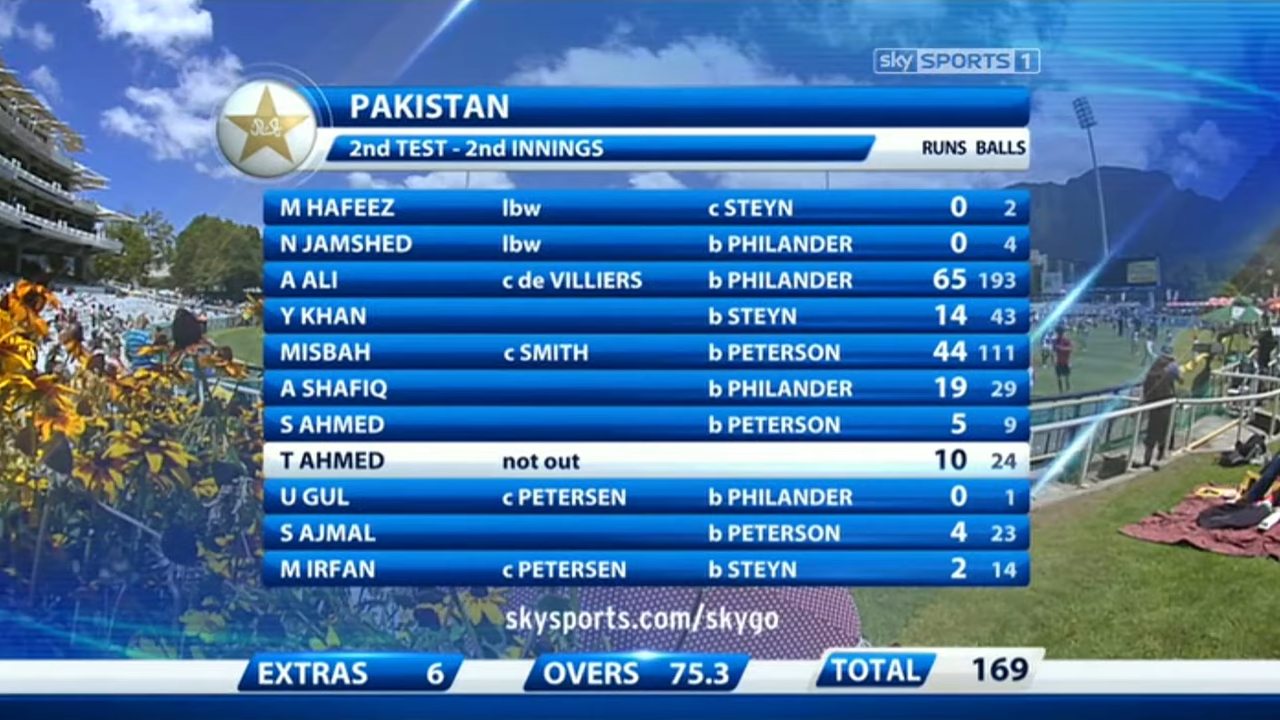 sky SPORTS 1
PAKISTAN
2nd TEST - 2nd INNINGS RUNS BALLS
M HAFEEZ lbw c STEYN 0 2
N JAMSHED lbw b PHILANDER 0 4
A ALI c de VILLIERS b PHILANDER 65 193
Y KHAN b STEYN 14 43
MISBAH c SMITH b PETERSON 44 111
A SHAFIQ b PHILANDER 19 29
S AHMED b PETERSON 5 9
T AHMED not out 10 24
U GUL c PETERSEN b PHILANDER 0 1
S AJMAL b PETERSON 4 23
M IRFAN c PETERSEN b STEYN 2 14
skysports.com/skygo
EXTRAS 6 OVERS 75.3 TOTAL 169